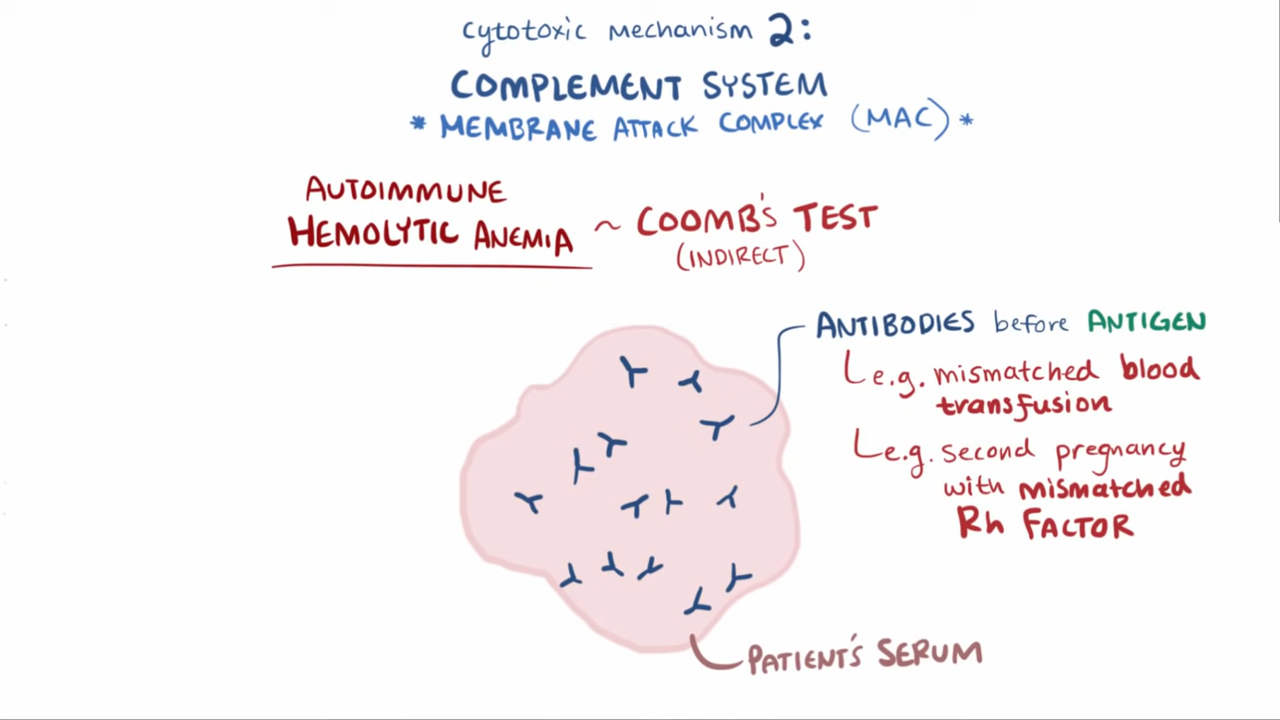 cytotoxic mechanism 2:
COMPLEMENT SYSTEM
* MEMBRANE ATTACK COMPLEX (MAC) *
AUTOIMMUNE
HEMOLYTIC ANEMIA ~ COOMB'S TEST
(INDIRECT)
ANTIBODIES before ANTIGEN
e.g. mismatched blood
transfusion
e.g. second pregnancy
with mismatched
Rh FACTOR
PATIENT'S SERUM